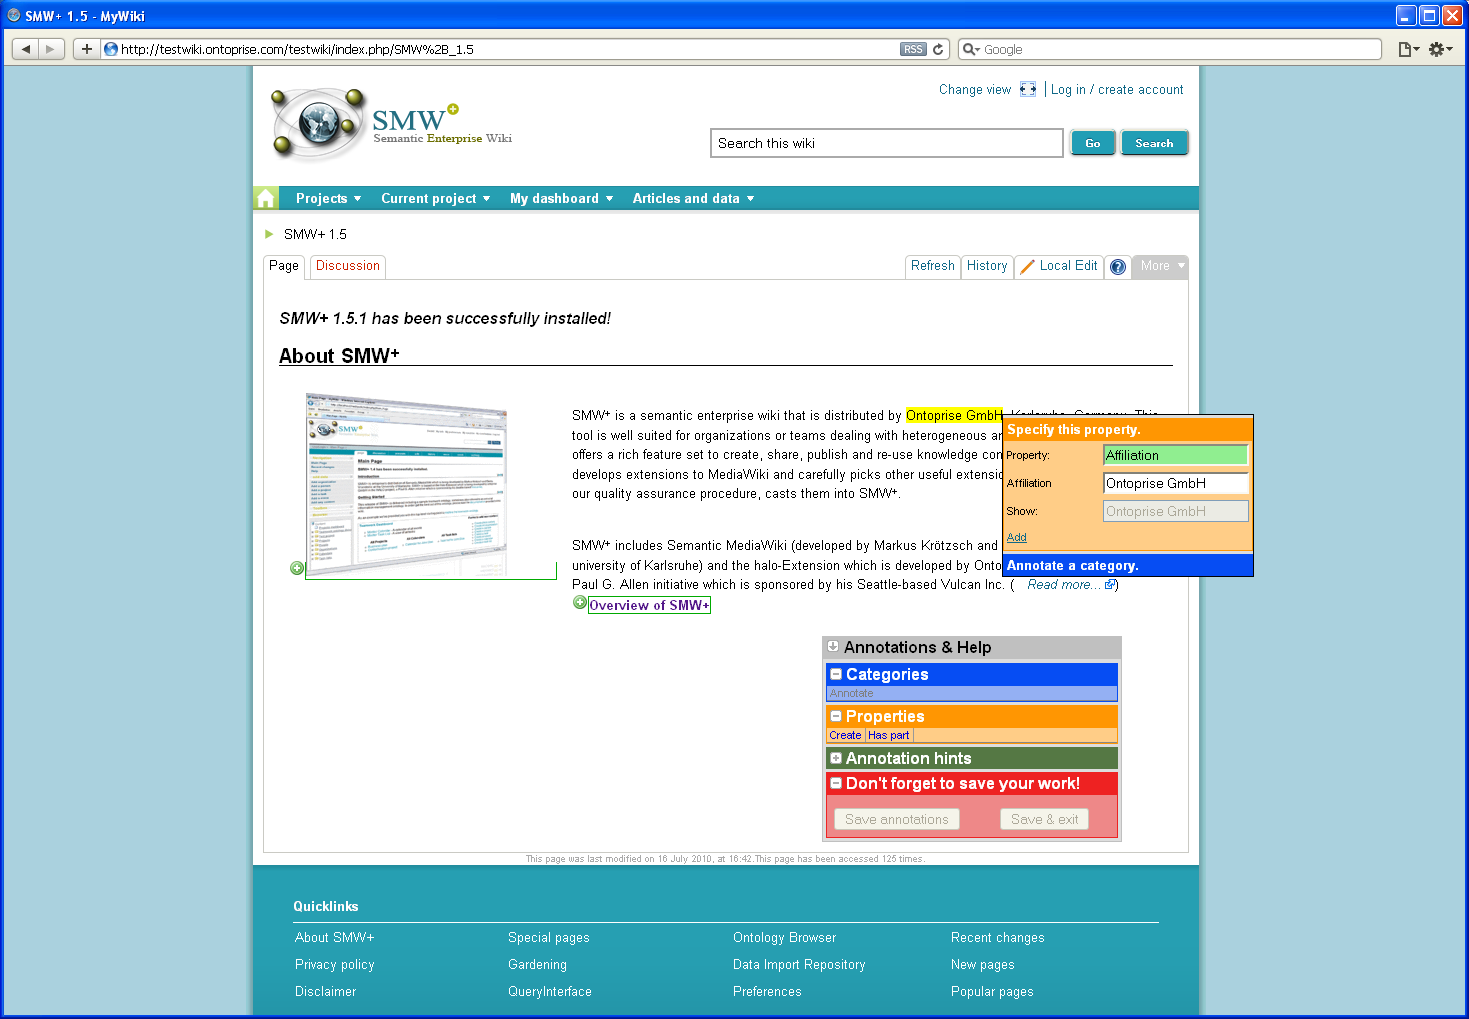 SMW+ 1.5 - MyWiki
http://testwiki.ontoprise.com/testwiki/index.php/SMW%2B_1.5
RSS
Google
Change view
Log in / create account
SMW+
Semantic Enterprise Wiki
Search this wiki
Go
Search
Projects
Current project
My dashboard
Articles and data
SMW+ 1.5
Page
Discussion
Refresh
History
Local Edit
?
More
SMW+ 1.5.1 has been successfully installed!
About SMW+
SMW+ is a semantic enterprise wiki that is distributed by Ontoprise GmbH, Karlsruhe, Germany. This
tool is well suited for organizations or teams dealing with heterogeneous
offers a rich feature set to create, share, publish and re-use knowledge
develops extensions to MediaWiki and carefully picks other useful
our quality assurance procedure, casts them into SMW+.
SMW+ includes Semantic MediaWiki (developed by Markus Krötzsch and
university of Karlsruhe) and the halo-Extension which is developed by
Paul G. Allen initiative which is sponsored by his Seattle-based Vulcan Inc. ( Read more... )
Overview of SMW+
Specify this property.
Property: Affiliation
Affiliation Ontoprise GmbH
Show: Ontoprise GmbH
Add
Annotate a category.
Annotations & Help
Categories
Annotate
Properties
Create Has part
Annotation hints
Don't forget to save your work!
Save annotations
Save & exit
This page was last modified on 16 July 2010, at 16:42.This page has been accessed 125 times.
Quicklinks
About SMW+ Special pages Ontology Browser Recent changes
Privacy policy Gardening Data Import Repository New pages
Disclaimer QueryInterface Preferences Popular pages